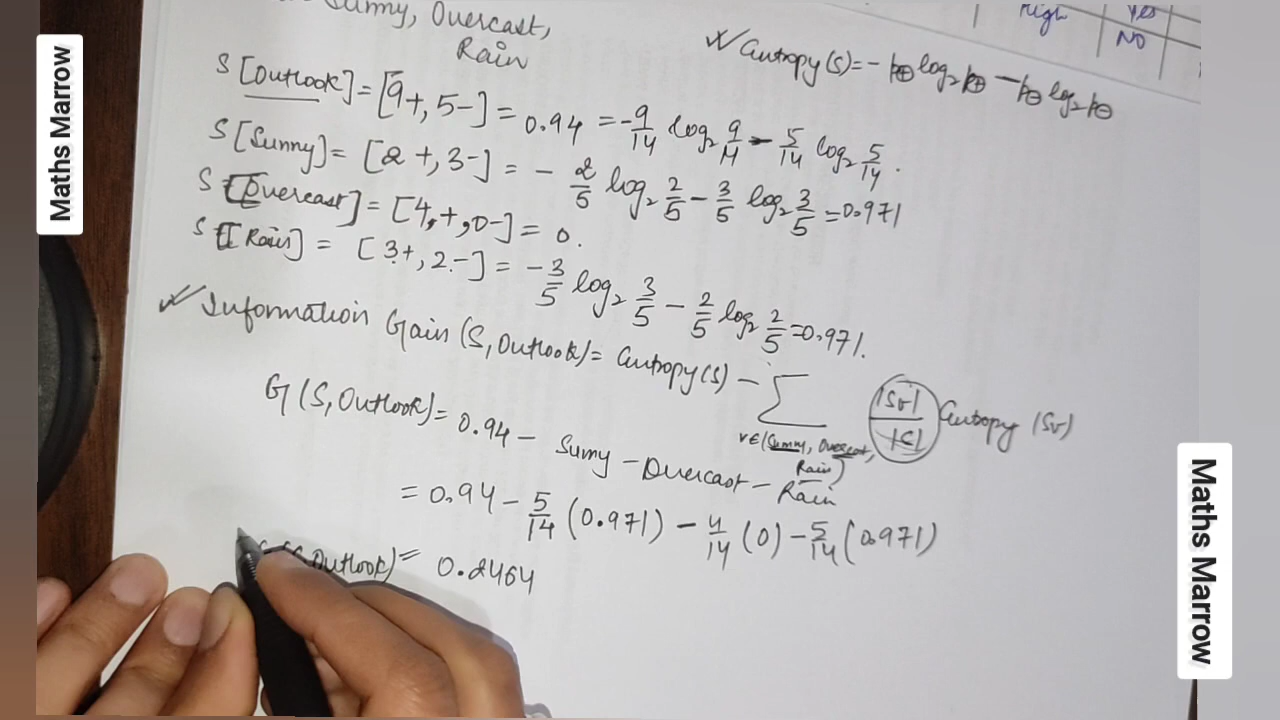 Sunny, Overcast,
Rain
High
Yes
NO
Entropy(S) = - p⊕ log₂ p⊕ - p⊖ log₂ p⊖
S [Outlook] = [9+, 5-] = 0.94 = - 9/14 log₂ 9/14 - 5/14 log₂ 5/14.
S [Sunny] = [2+, 3-] = - 2/5 log₂ 2/5 - 3/5 log₂ 3/5 = 0.971
S [Overcast] = [4,+,0-] = 0.
S [Rain] = [3+, 2-] = - 3/5 log₂ 3/5 - 2/5 log₂ 2/5 = 0.971.
Information Gain (S, Outlook) = Entropy(S) - Σ |Sv|/|S| Entropy (Sv)
v∈(Sunny, Overcast,
Rain)
G (S, Outlook) = 0.94 - Sunny - Overcast - Rain
= 0.94 - 5/14 (0.971) - 4/14 (0) - 5/14 (0.971)
Outlook) = 0.2464
Maths Marrow
Maths Marrow